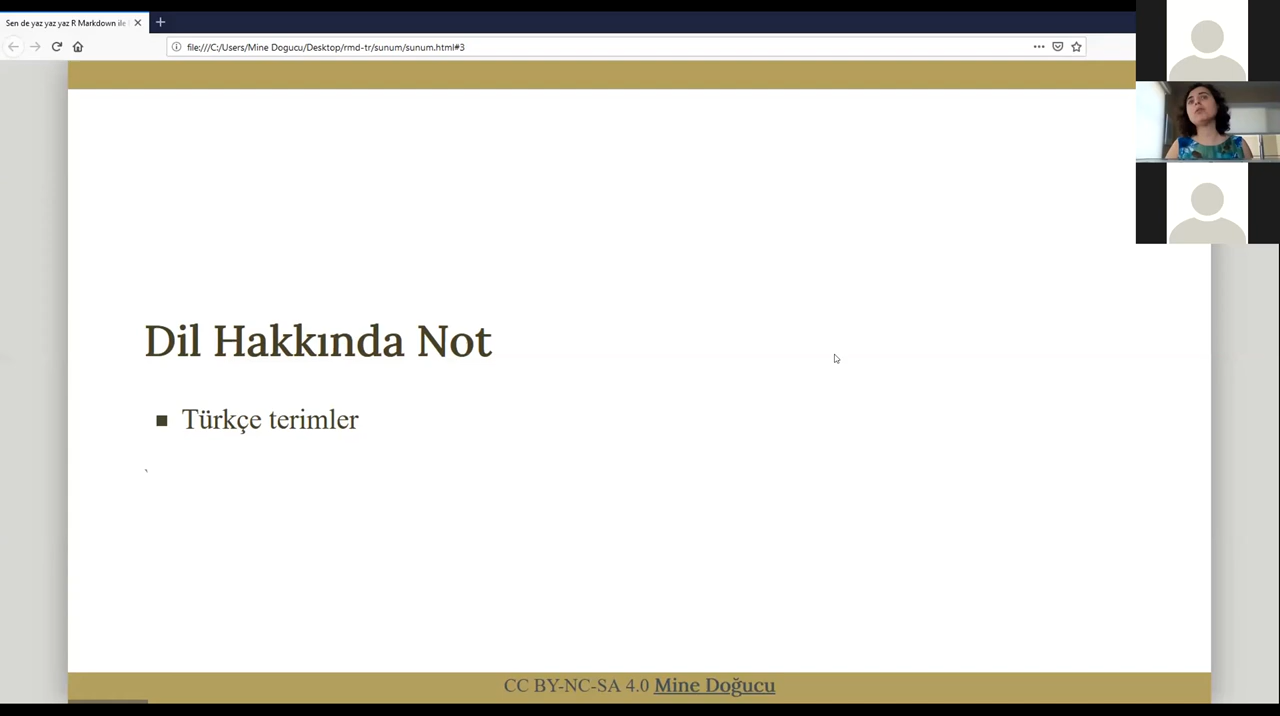 Sen de yaz yaz yaz R Markdown ile
file:///C:/Users/Mine Dogucu/Desktop/rmd-tr/sunum/sunum.html#3
Dil Hakkında Not
Türkçe terimler
`
CC BY-NC-SA 4.0 Mine Doğucu